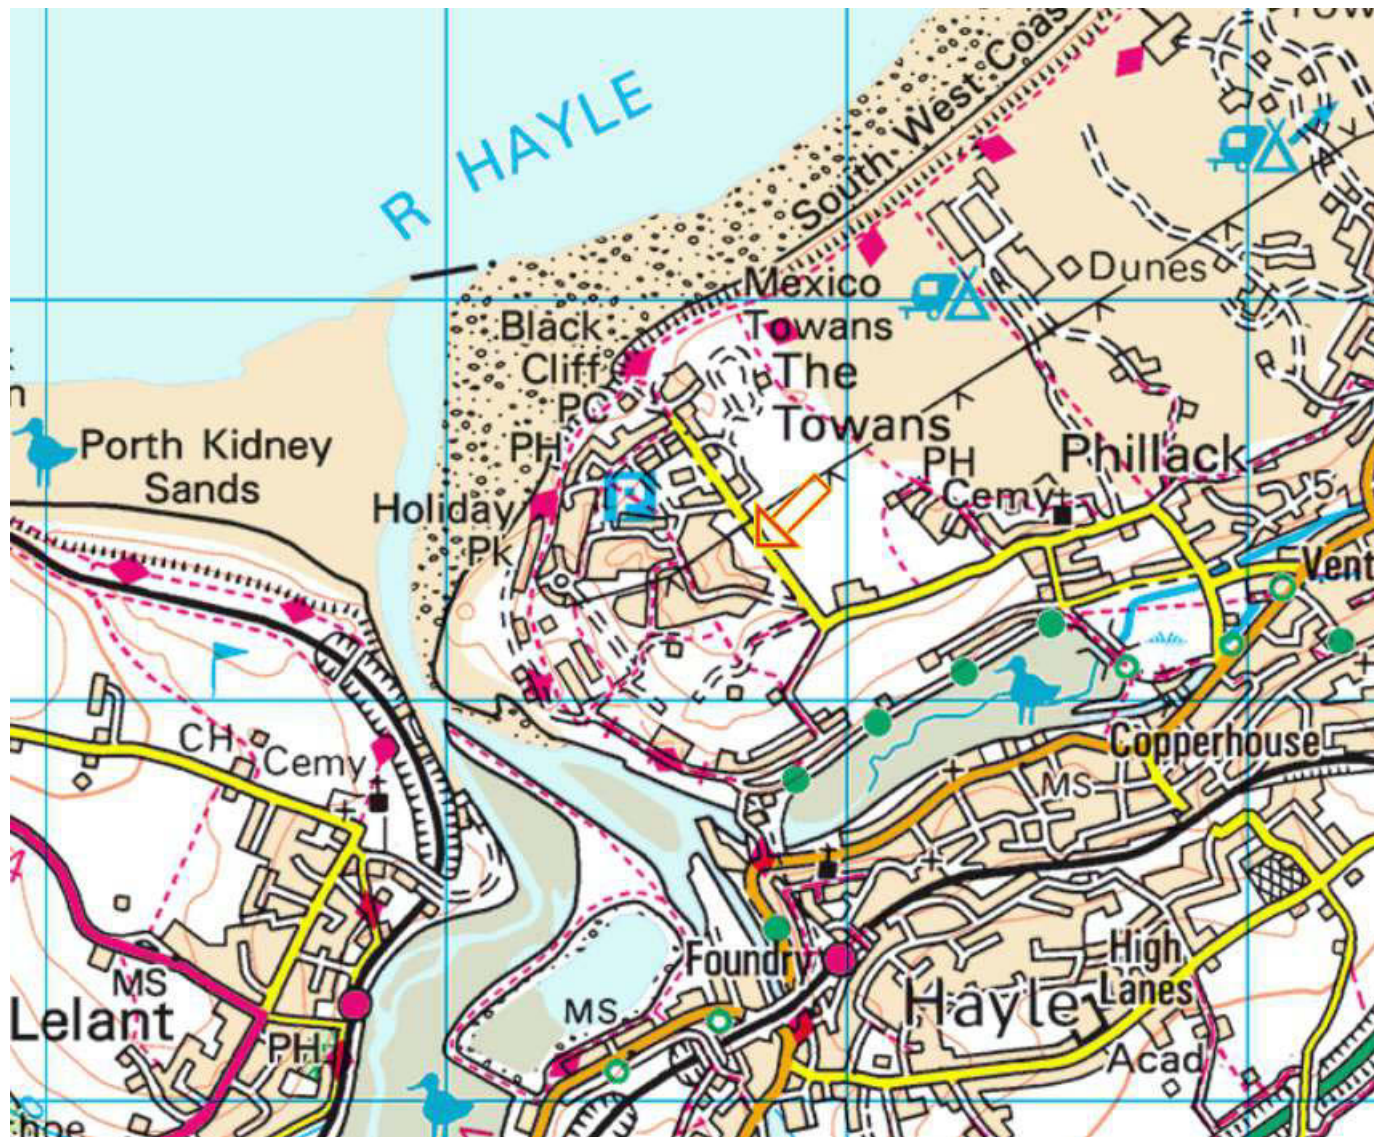 R HAYLE
South West Coas
Mexico
Towans
Dunes
Black
Cliff
PC
The
Towans
PH
PH
Phillack
Cemy
Porth Kidney
Sands
Holiday
Pk
5
Vent
CH
Cemy
Copperhouse
MS
MS
Foundry
High
Lanes
Hayle
Lelant
MS
PH
Acad